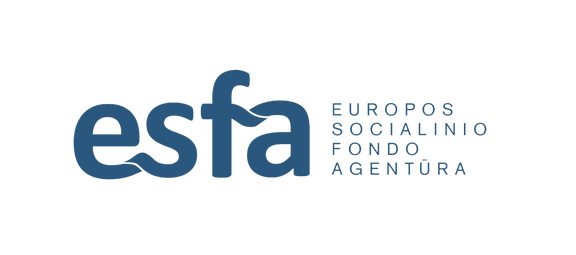 esfa
EUROPOS
SOCIALINIO
FONDO
AGENTŪRA